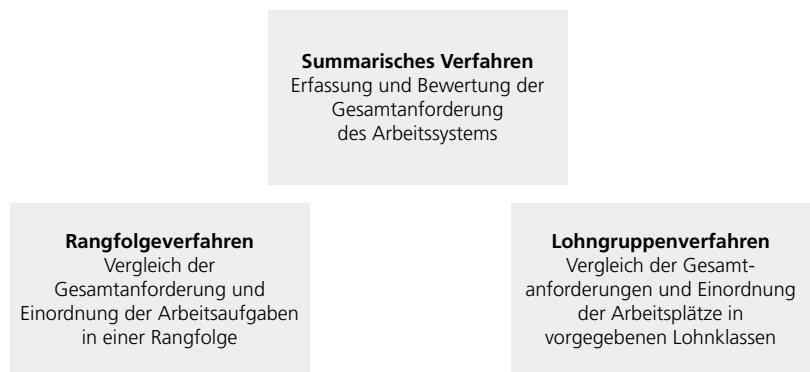 Summarisches Verfahren
Erfassung und Bewertung der
Gesamtanforderung
des Arbeitssystems
Rangfolgeverfahren
Vergleich der
Gesamtanforderung und
Einordnung der Arbeitsaufgaben
in einer Rangfolge
Lohngruppenverfahren
Vergleich der Gesamt-
anforderungen und Einordnung
der Arbeitsplätze in
vorgegebenen Lohnklassen